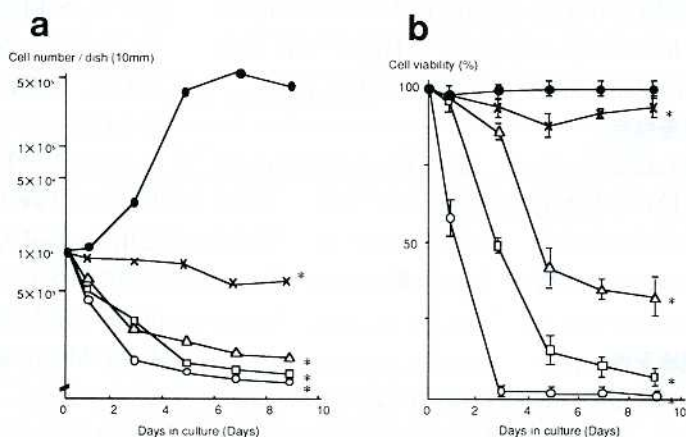 a
Cell number / dish (10mm)
5×10⁵
1×10⁵
5×10⁴
1×10⁴
5×10³
*
*
*
*
0 2 4 6 8 10
Days in culture (Days)
b
Cell viability (%)
100
50
*
*
*
*
0 2 4 6 8 10
Days in culture (Days)